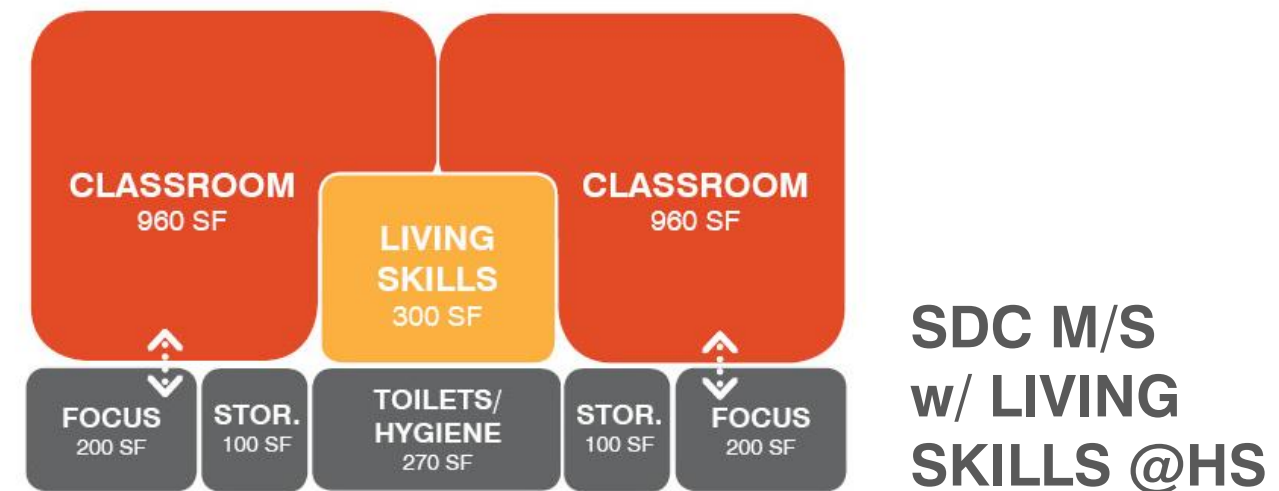 CLASSROOM
960 SF
LIVING
SKILLS
300 SF
CLASSROOM
960 SF
FOCUS
200 SF
STOR.
100 SF
TOILETS/
HYGIENE
270 SF
STOR.
100 SF
FOCUS
200 SF
SDC M/S
w/ LIVING
SKILLS @HS